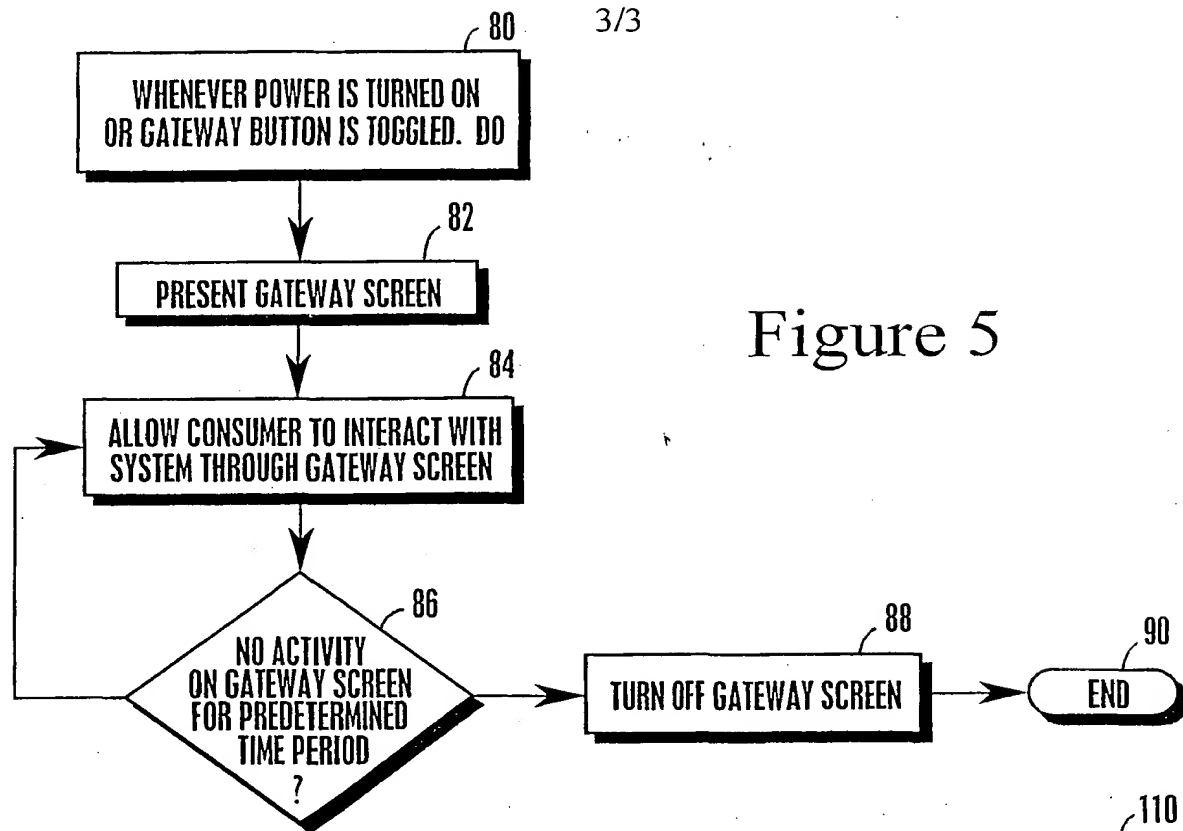 3/3
80
WHENEVER POWER IS TURNED ON
OR GATEWAY BUTTON IS TOGGLED. DO
82
PRESENT GATEWAY SCREEN
Figure 5
84
ALLOW CONSUMER TO INTERACT WITH
SYSTEM THROUGH GATEWAY SCREEN
86
NO ACTIVITY
ON GATEWAY SCREEN
FOR PREDETERMINED
TIME PERIOD
?
88
TURN OFF GATEWAY SCREEN
90
END
110